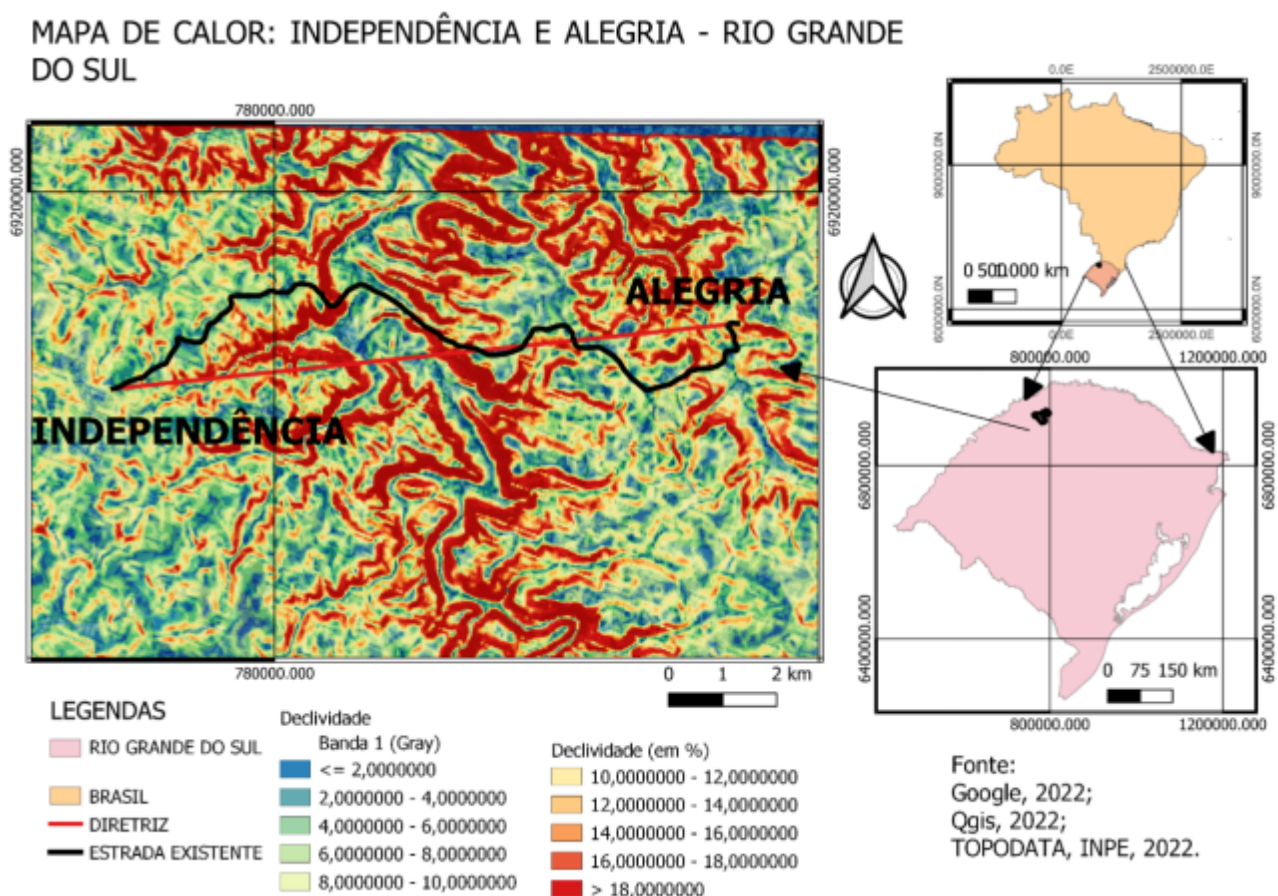 MAPA DE CALOR: INDEPENDÊNCIA E ALEGRIA - RIO GRANDE
DO SUL
780000.000
6920000.000
6920000.000
ALEGRIA
INDEPENDÊNCIA
780000.000
0 1 2 km
0.0E 2500000.0E
9000000.0N
9000000.0N
6000000.0N
6000000.0N
0 500 1000 km
0.0E 2500000.0E
800000.000 1200000.000
6800000.000
6800000.000
6400000.000
6400000.000
0 75 150 km
800000.000 1200000.000
LEGENDAS
RIO GRANDE DO SUL
BRASIL
DIRETRIZ
ESTRADA EXISTENTE
Declividade
Banda 1 (Gray)
<= 2,0000000
2,0000000 - 4,0000000
4,0000000 - 6,0000000
6,0000000 - 8,0000000
8,0000000 - 10,0000000
Declividade (em %)
10,0000000 - 12,0000000
12,0000000 - 14,0000000
14,0000000 - 16,0000000
16,0000000 - 18,0000000
> 18,0000000
Fonte:
Google, 2022;
Qgis, 2022;
TOPODATA, INPE, 2022.